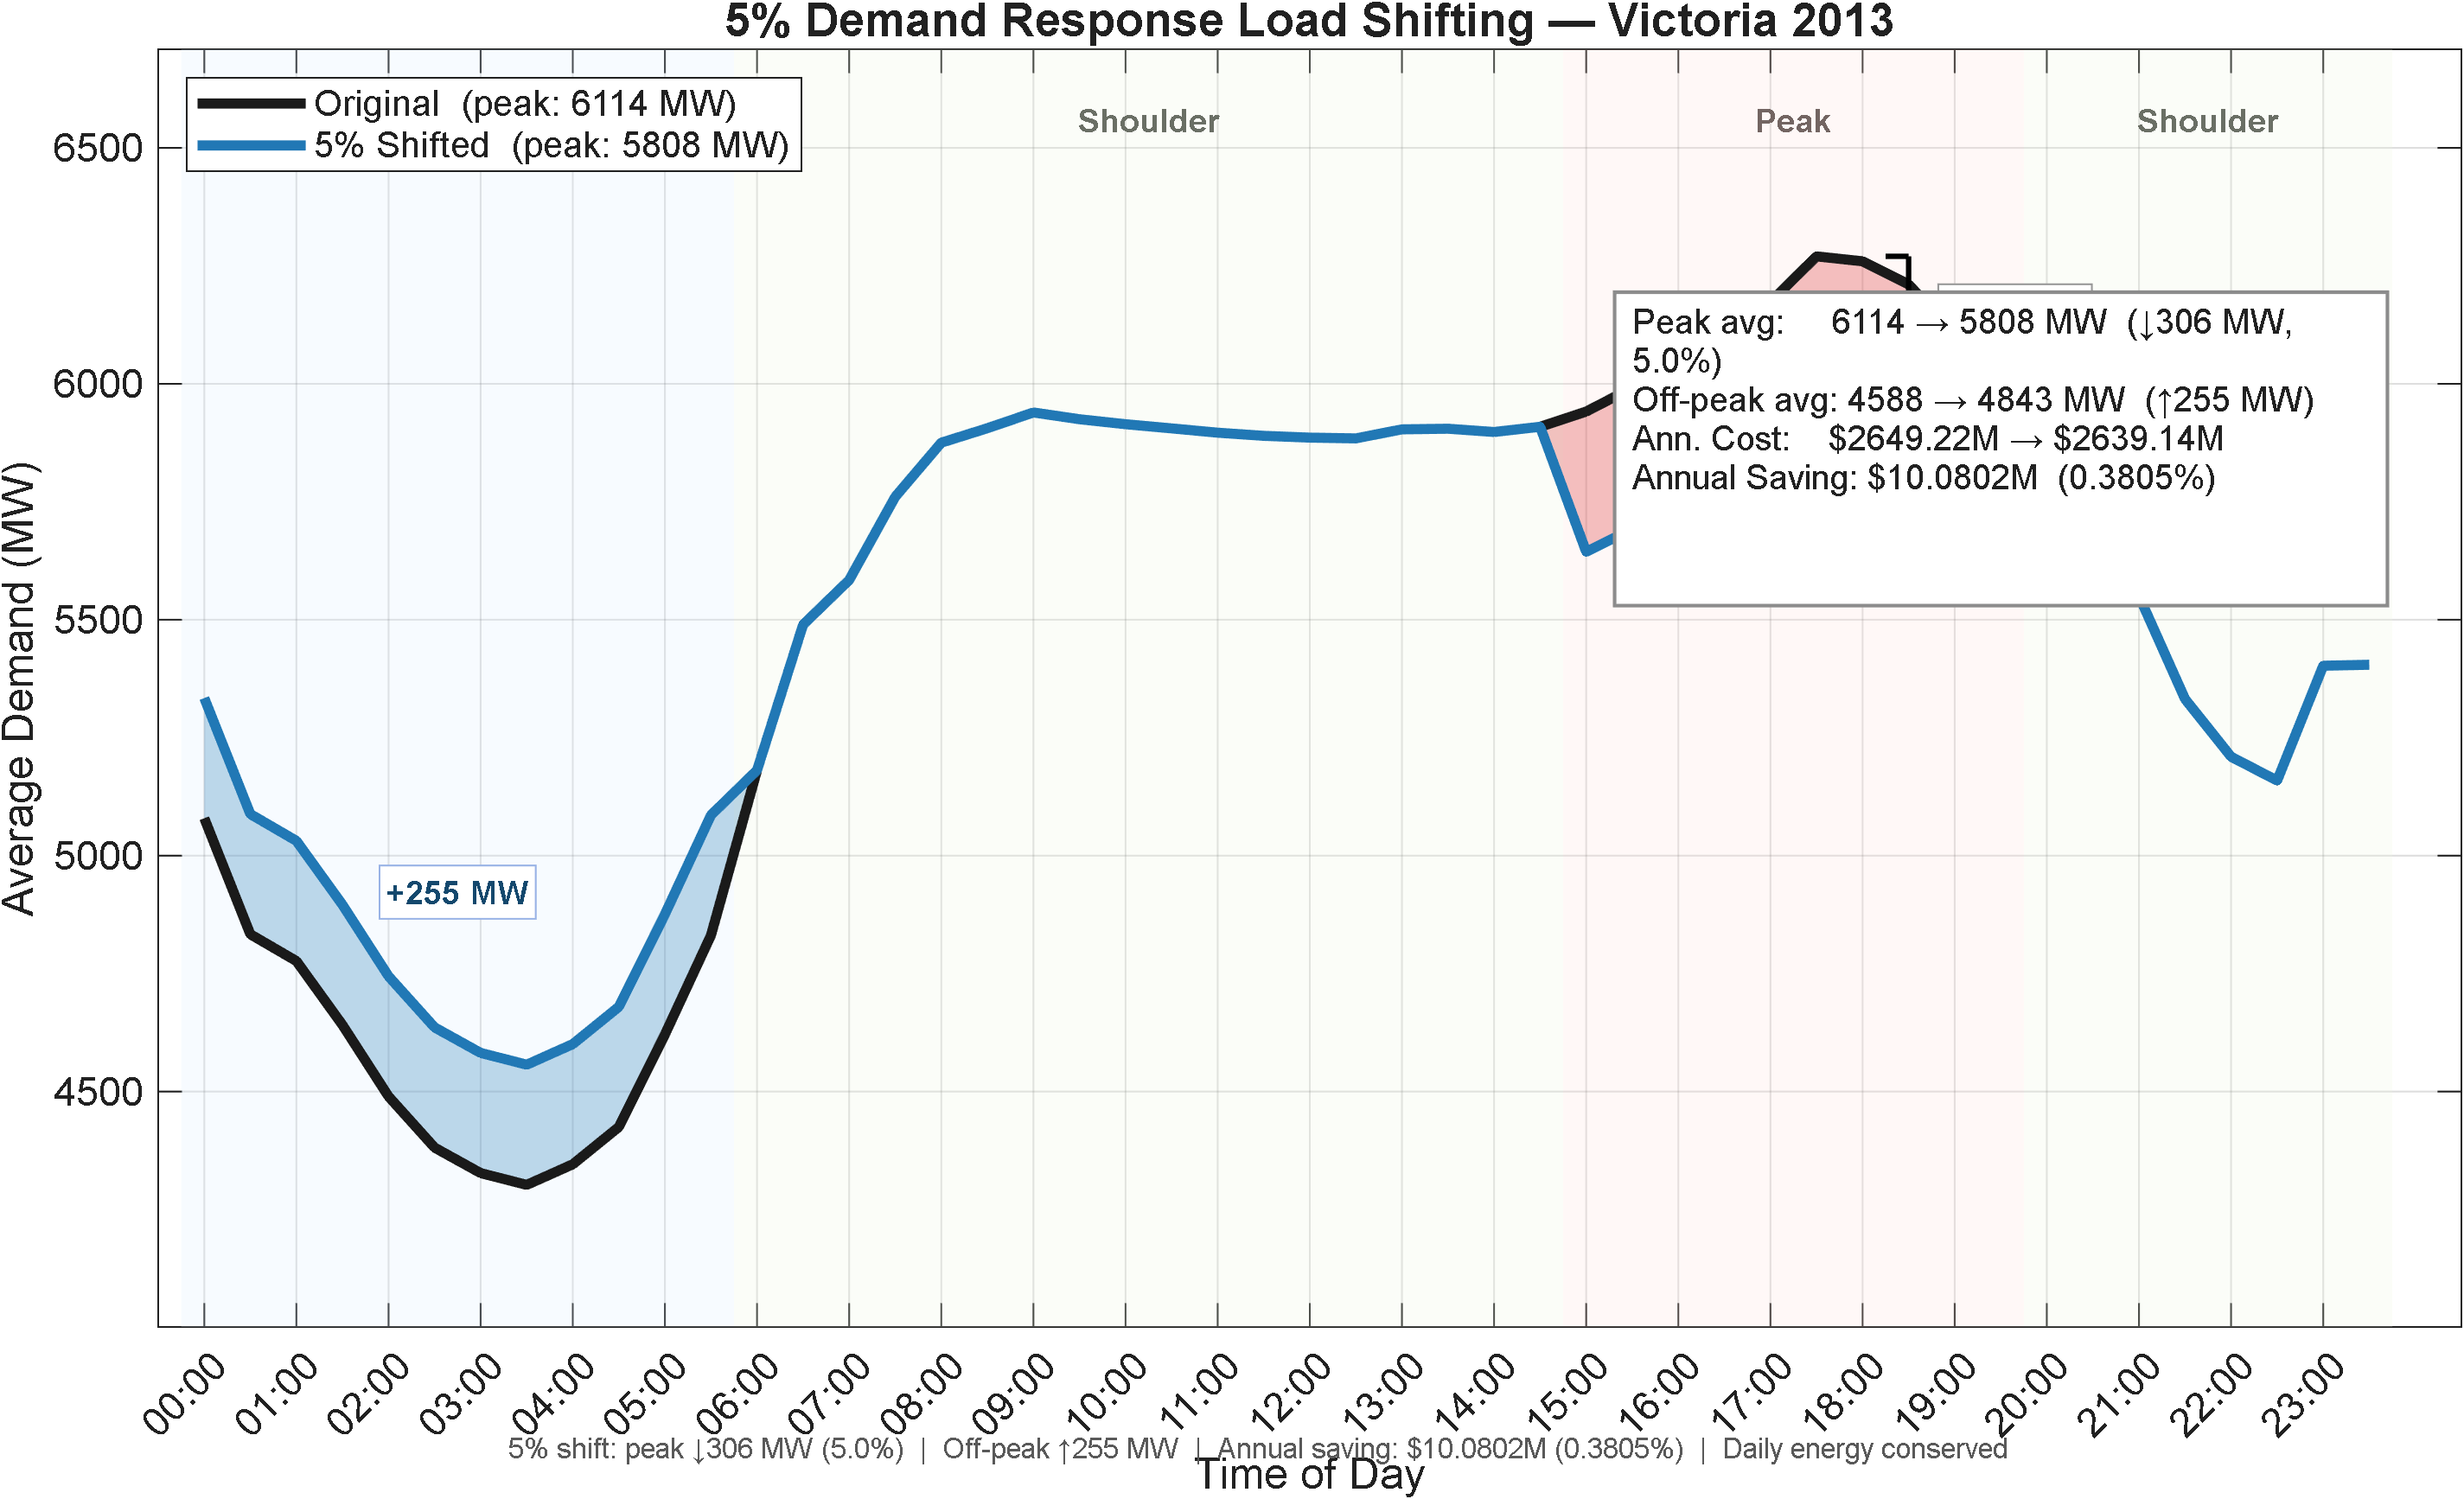 5% Demand Response Load Shifting — Victoria 2013
Original (peak: 6114 MW)
5% Shifted (peak: 5808 MW)
Shoulder
Peak
Shoulder
6500
6000
5500
5000
4500
Average Demand (MW)
Peak avg: 6114 → 5808 MW (↓306 MW,
5.0%)
Off-peak avg: 4588 → 4843 MW (↑255 MW)
Ann. Cost: $2649.22M → $2639.14M
Annual Saving: $10.0802M (0.3805%)
+255 MW
00:00
01:00
02:00
03:00
04:00
05:00
06:00
07:00
08:00
09:00
10:00
11:00
12:00
13:00
14:00
15:00
16:00
17:00
18:00
19:00
20:00
21:00
22:00
23:00
5% shift: peak ↓306 MW (5.0%) | Off-peak ↑255 MW | Annual saving: $10.0802M (0.3805%) | Daily energy conserved
Time of Day